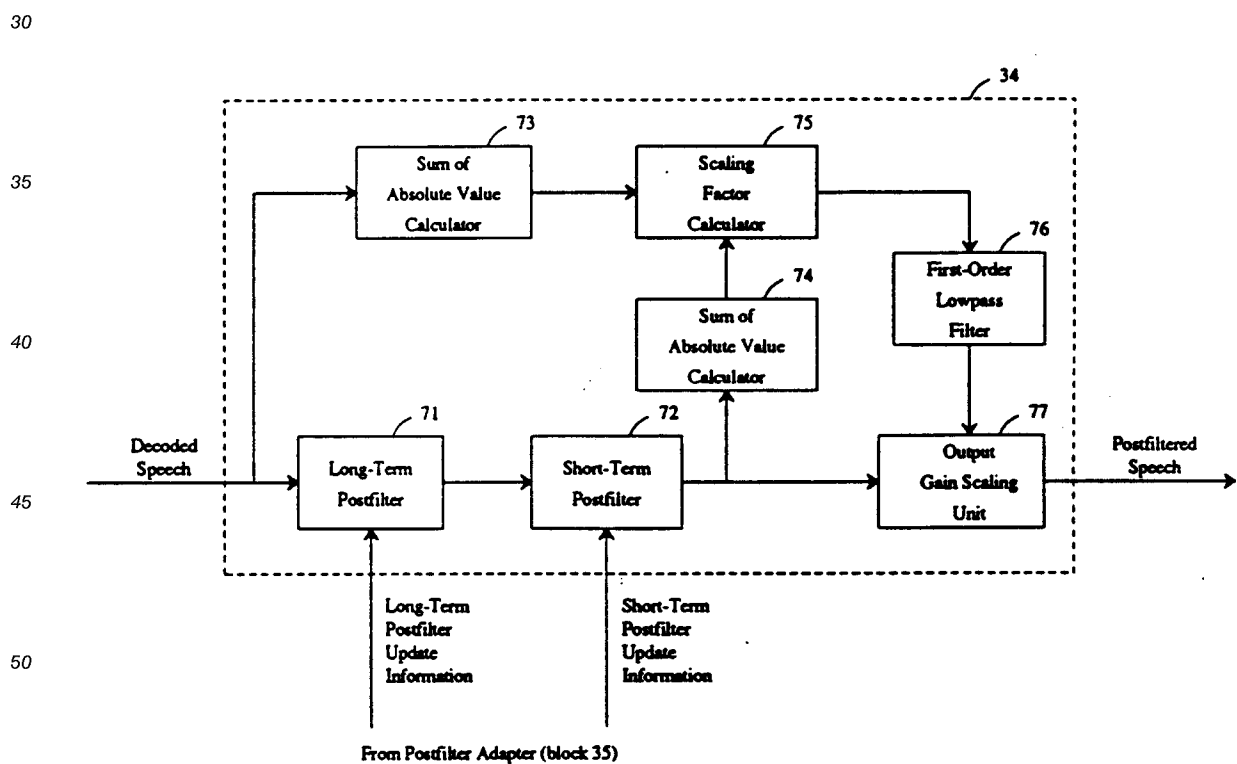 30
34
73
75
Sum of
Absolute Value
Calculator
Scaling
Factor
Calculator
35
76
First-Order
Lowpass
Filter
74
Sum of
Absolute Value
Calculator
40
71
72
77
Decoded
Speech
Long-Term
Postfilter
Short-Term
Postfilter
Output
Gain Scaling
Unit
Postfiltered
Speech
45
Long-Term
Postfilter
Update
Information
Short-Term
Postfilter
Update
Information
50
From Postfilter Adapter (block 35)